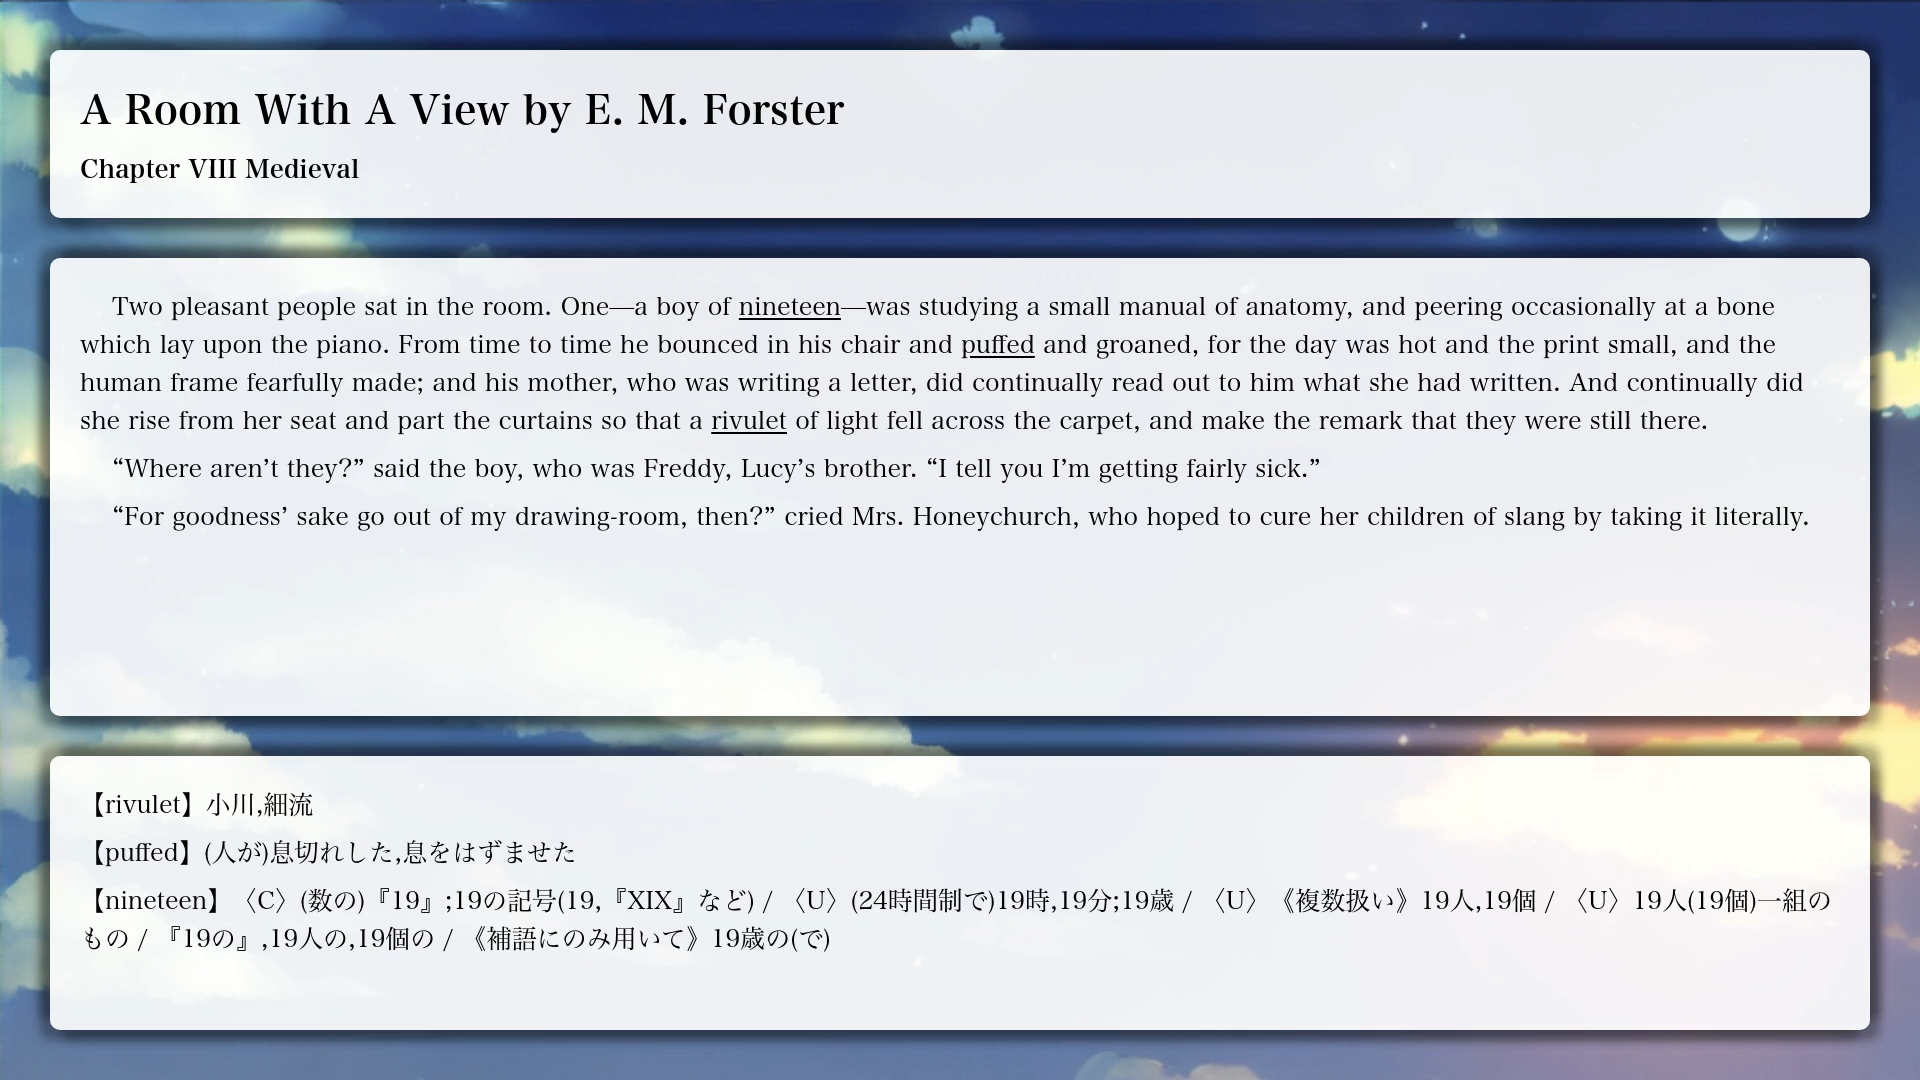 A Room With A View by E. M. Forster
Chapter VIII Medieval
Two pleasant people sat in the room. One—a boy of nineteen—was studying a small manual of anatomy, and peering occasionally at a bone
which lay upon the piano. From time to time he bounced in his chair and puffed and groaned, for the day was hot and the print small, and the
human frame fearfully made; and his mother, who was writing a letter, did continually read out to him what she had written. And continually did
she rise from her seat and part the curtains so that a rivulet of light fell across the carpet, and make the remark that they were still there.
“Where aren’t they?” said the boy, who was Freddy, Lucy’s brother. “I tell you I’m getting fairly sick.”
“For goodness’ sake go out of my drawing-room, then?” cried Mrs. Honeychurch, who hoped to cure her children of slang by taking it literally.
【rivulet】小川,細流
【puffed】(人が)息切れした,息をはずませた
【nineteen】〈C〉(数の)『19』;19の記号(19,『XIX』など) / 〈U〉(24時間制で)19時,19分;19歳 / 〈U〉《複数扱い》19人,19個 / 〈U〉19人(19個)一組の
もの / 『19の』,19人の,19個の / 《補語にのみ用いて》19歳の(で)